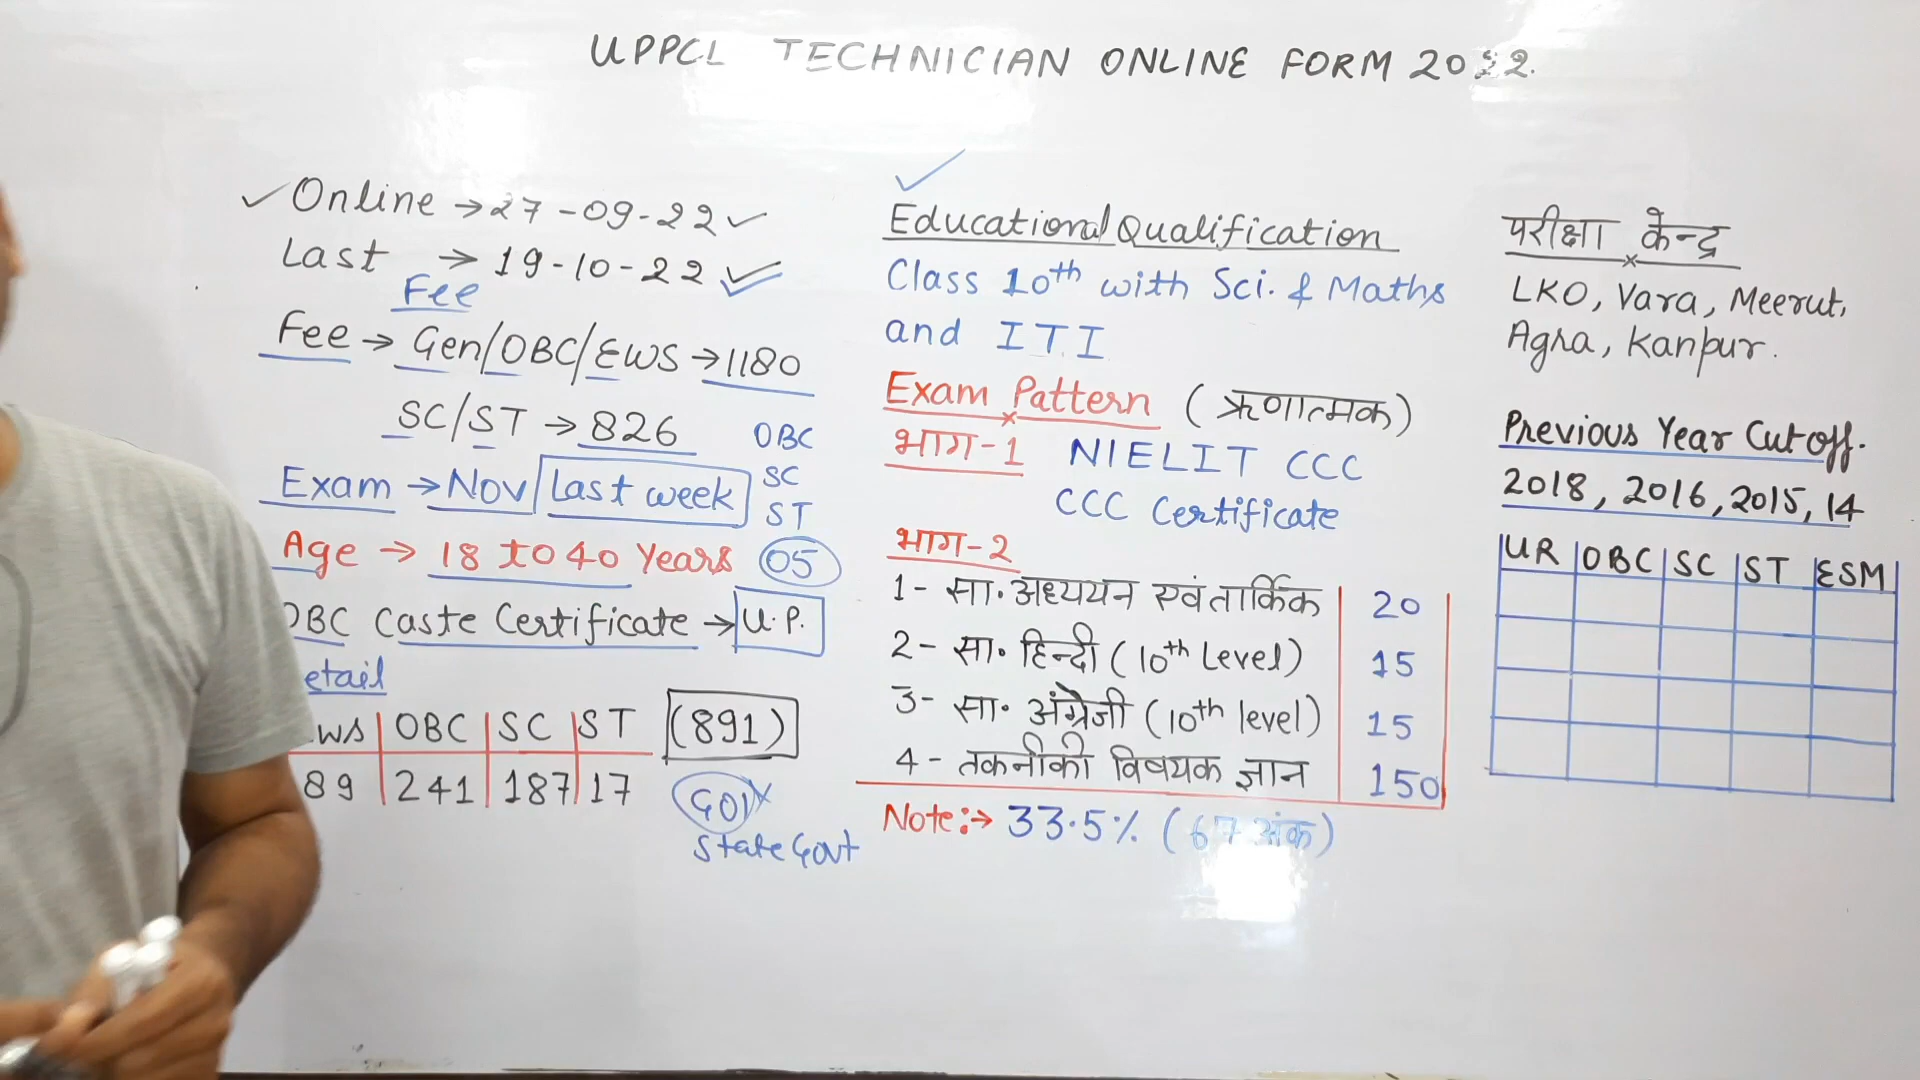 UPPCL TECHNICIAN ONLINE FORM 2022.
✓ Online → 27-09-22 ✓
Last → 19-10-22 ✓
Fee
Fee → Gen/OBC/EWS → 1180
SC/ST → 826
OBC
SC
ST
Exam → Nov/Last week
Age → 18 to 40 Years 05
OBC Caste Certificate → U.P.
etail
WS | OBC | SC | ST (891)
89 | 241 | 187 | 17
GOI x
State Govt
✓
Educational Qualification
Class 10th with Sci. & Maths
and ITI
Exam Pattern (ऋणात्मक)
भाग-1 NIELIT CCC
CCC Certificate
भाग-2
1- सा. अध्ययन एवं तार्किक | 20
2- सा. हिन्दी (10th Level) 15
3- सा. अंग्रेजी (10th level) 15
4- तकनीकी विषयक ज्ञान 150
Note:→ 33.5% (67 अंक)
परीक्षा केन्द्र
LKO, Vara, Meerut,
Agra, Kanpur.
Previous Year Cut off.
2018, 2016, 2015, 14
UR | OBC | SC | ST | ESM